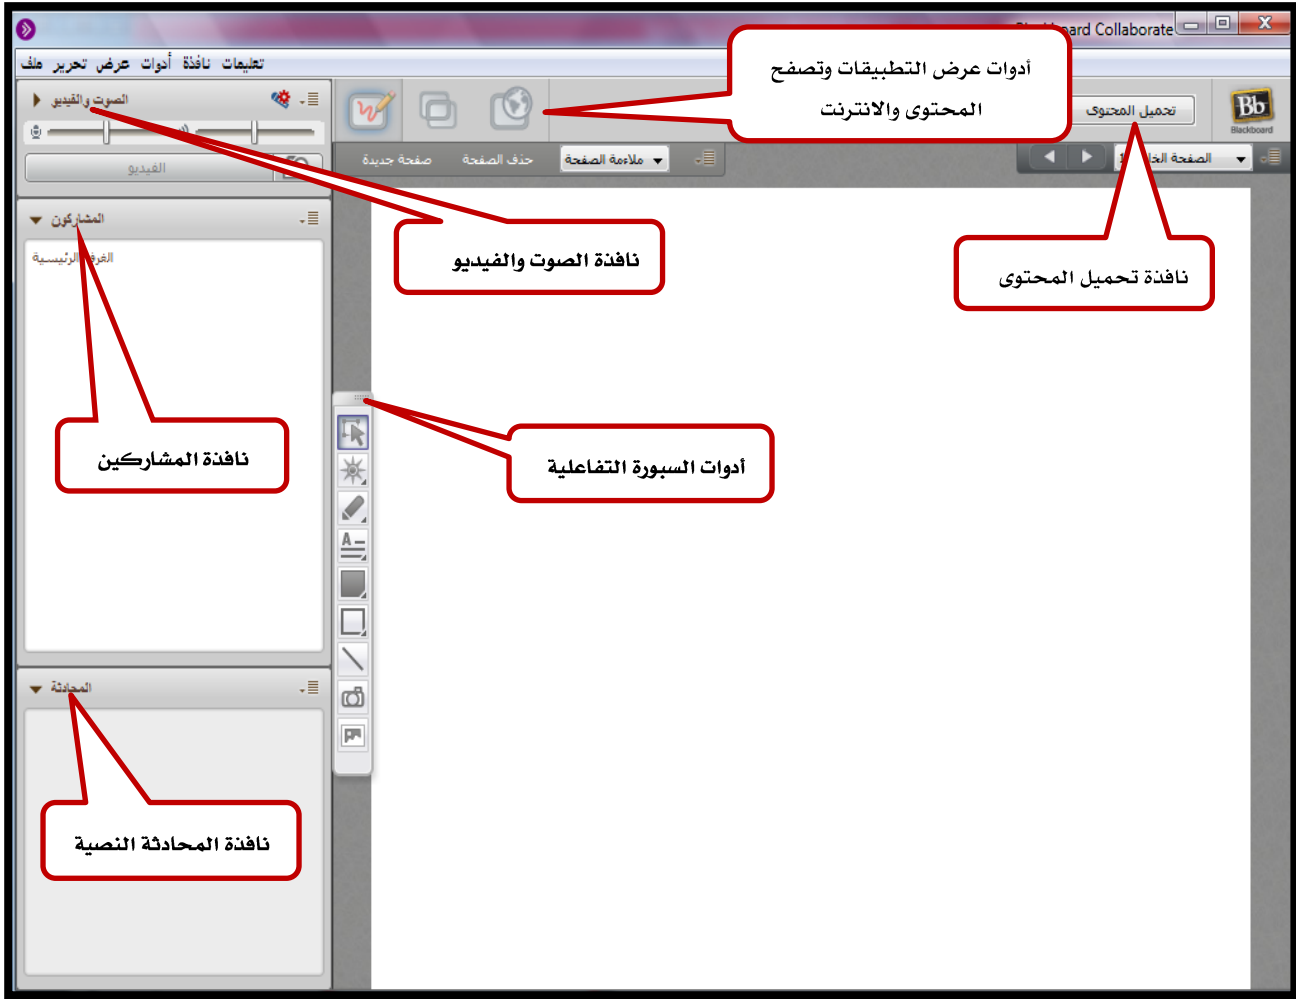 Collaborate
ملف تحرير عرض أدوات نافذة تعليمات
أدوات عرض التطبيقات وتصفح
المحتوى والانترنت
الصوت والفيديو
تحميل المحتوى
Bb
Blackboard
الفيديو
صفحة جديدة
حذف الصفحة
ملاءمة الصفحة
الصفحة
المشاركون
نافذة الصوت والفيديو
الرئيسية
نافذة تحميل المحتوى
نافذة المشاركين
أدوات السبورة التفاعلية
A
المحادثة
نافذة المحادثة النصية